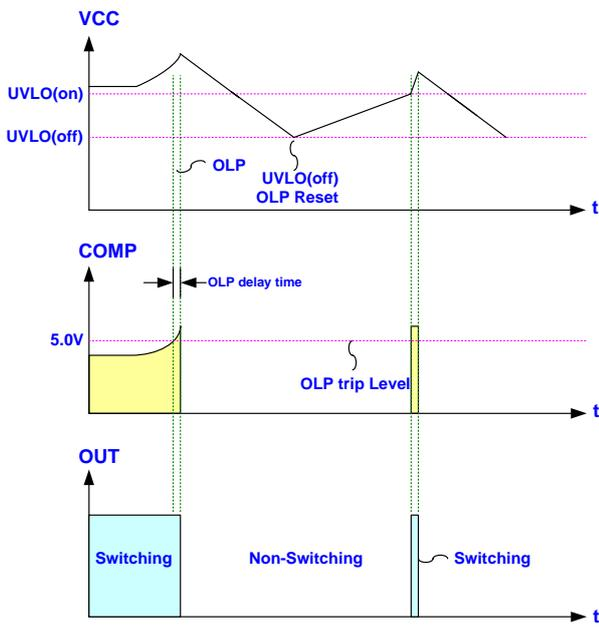 VCC
UVLO(on)
UVLO(off)
OLP
UVLO(off)
OLP Reset
t
COMP
OLP delay time
5.0V
OLP trip Level
t
OUT
Switching
Non-Switching
Switching
t